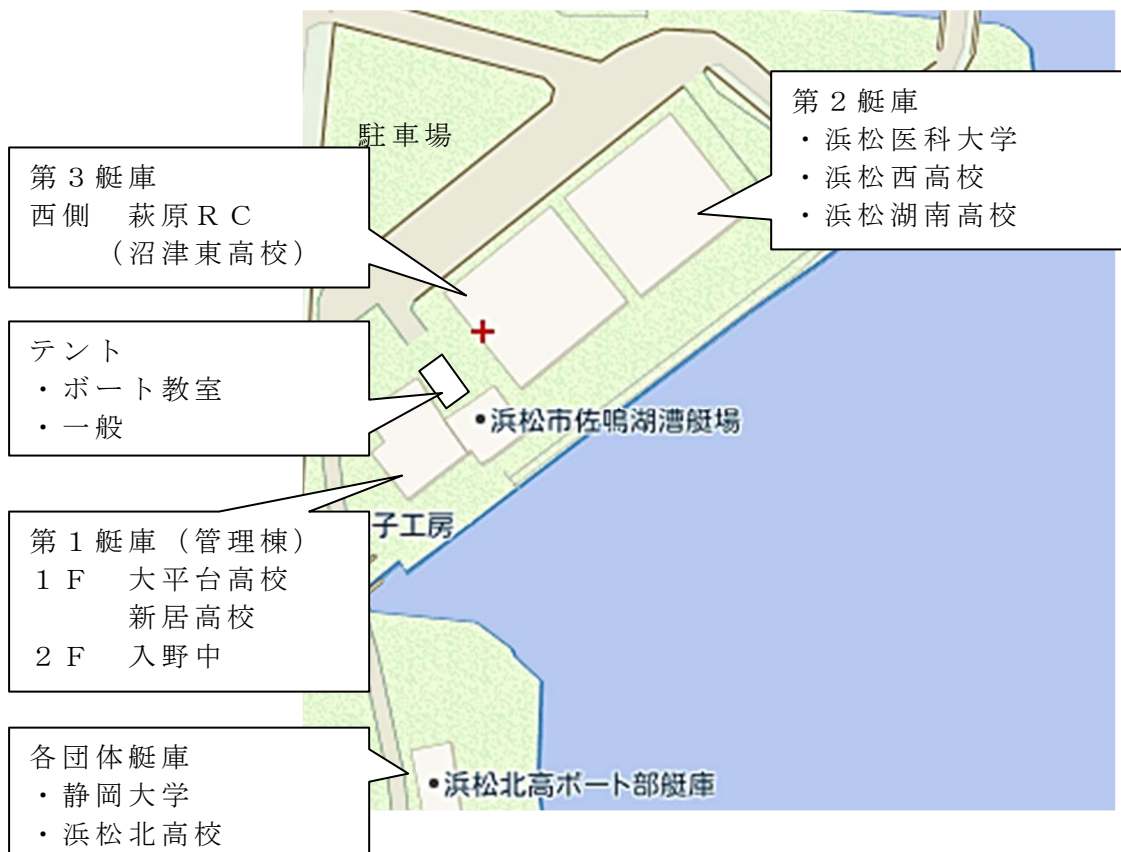 駐車場
第２艇庫
・浜松医科大学
・浜松西高校
・浜松湖南高校
第３艇庫
西側　萩原ＲＣ
（沼津東高校）
テント
・ボート教室
・一般
・浜松市佐鳴湖漕艇場
子工房
第１艇庫（管理棟）
１Ｆ　大平台高校
新居高校
２Ｆ　入野中
各団体艇庫
・静岡大学
・浜松北高校
・浜松北高ボート部艇庫